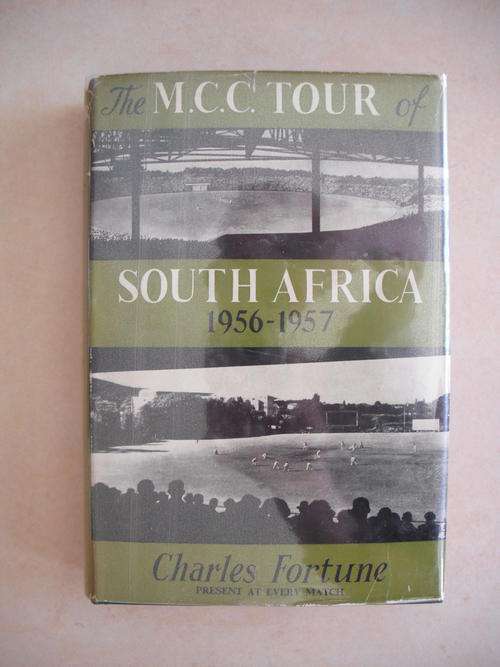 The M.C.C. TOUR of
SOUTH AFRICA
1956-1957
Charles Fortune
PRESENT AT EVERY MATCH